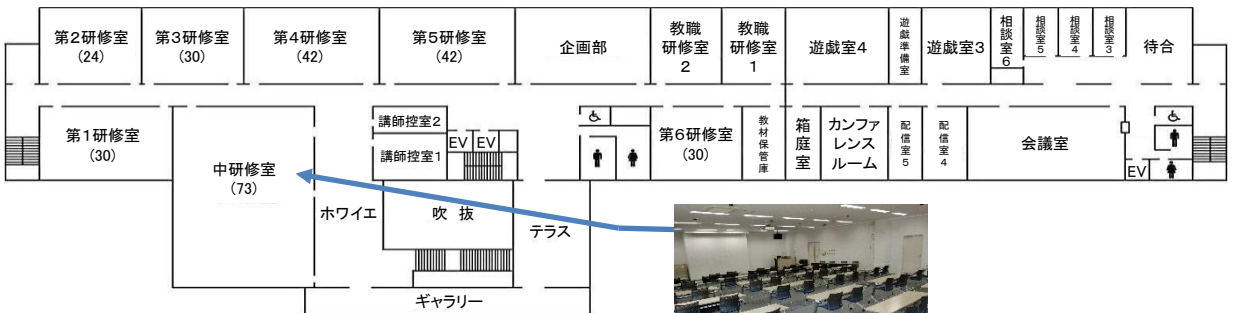 第2研修室
(24)
第3研修室
(30)
第4研修室
(42)
第5研修室
(42)
企画部
教職
研修室
2
教職
研修室
1
遊戯室4
遊戯準備室
遊戯室3
相談室6
相談室5
相談室4
相談室3
待合
第1研修室
(30)
中研修室
(73)
講師控室2
講師控室1
EV
EV
第6研修室
(30)
教材保管庫
箱庭室
カンファ
レンス
ルーム
配信室5
配信室4
会議室
EV
ホワイエ
吹 抜
テラス
ギャラリー